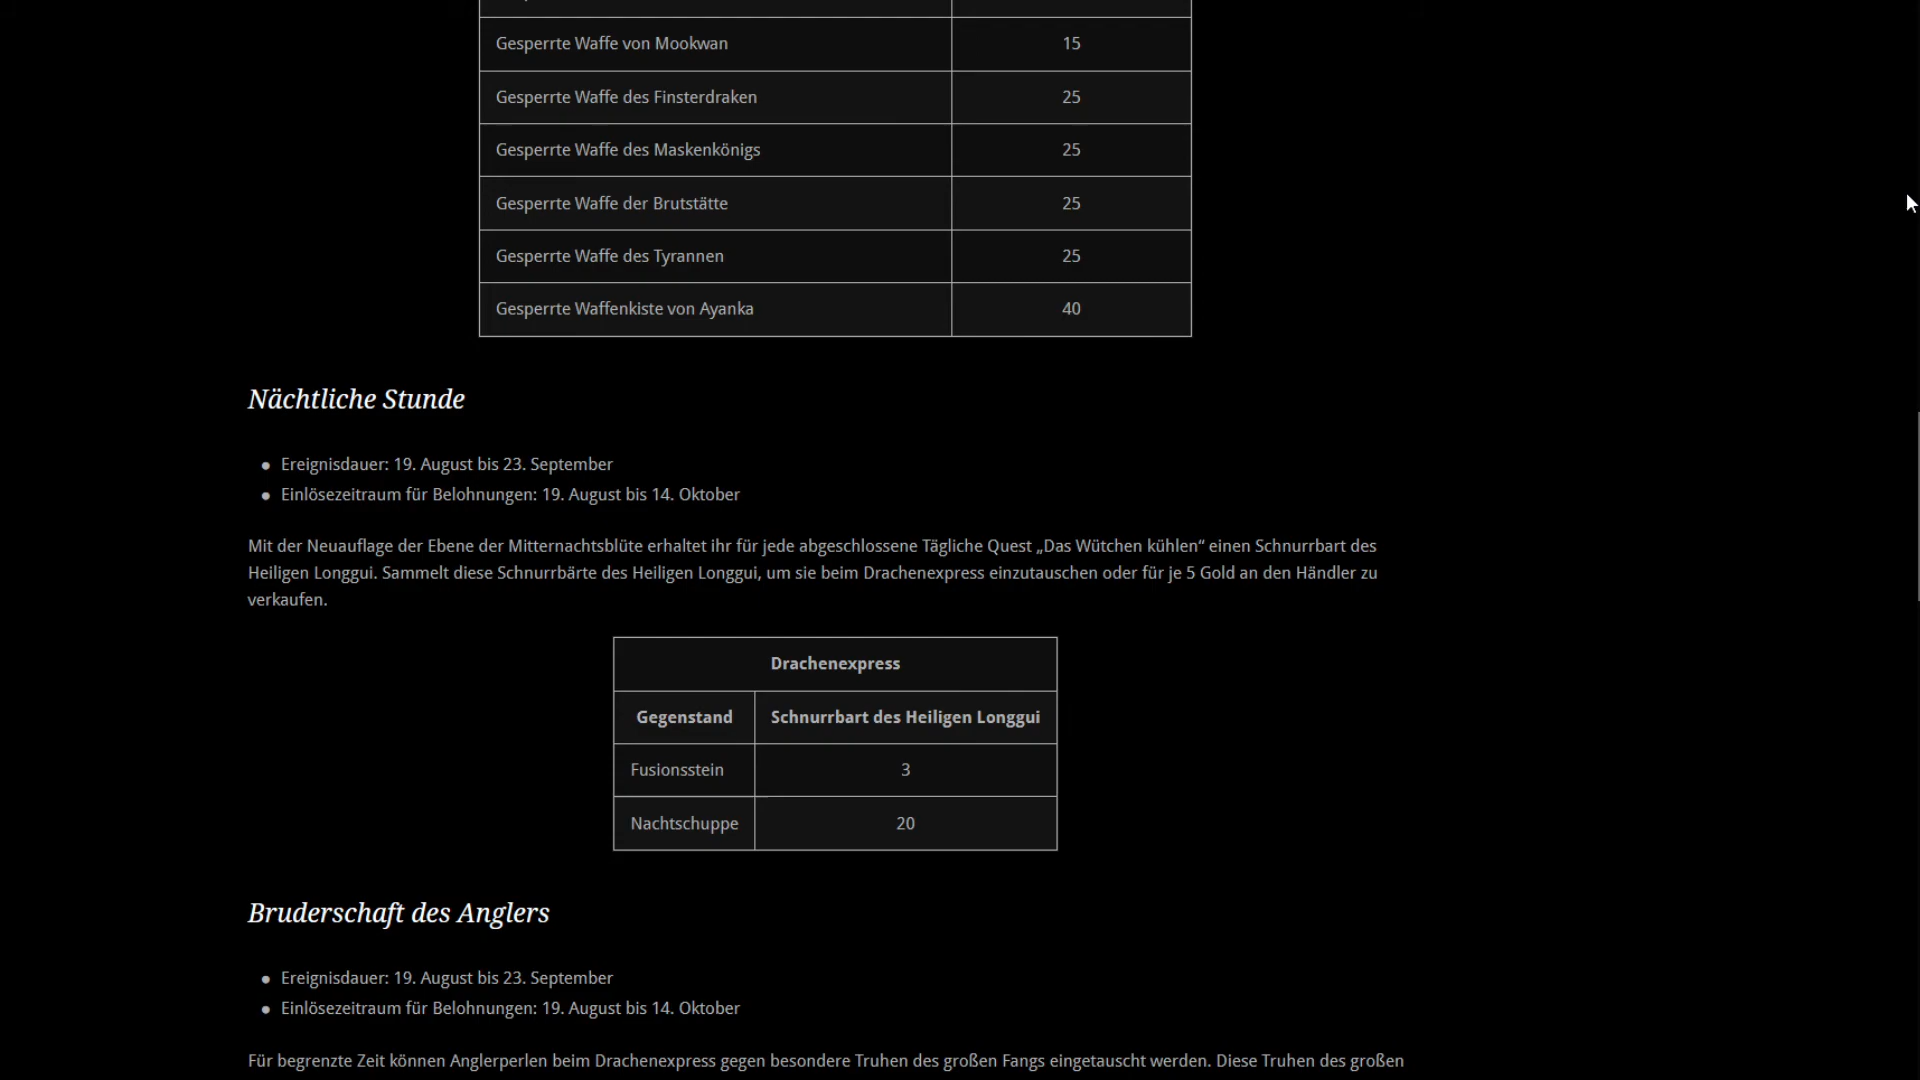 Gesperrte Waffe von Mookwan 15
Gesperrte Waffe des Finsterdraken 25
Gesperrte Waffe des Maskenkönigs 25
Gesperrte Waffe der Brutstätte 25
Gesperrte Waffe des Tyrannen 25
Gesperrte Waffenkiste von Ayanka 40
Nächtliche Stunde
Ereignisdauer: 19. August bis 23. September
Einlösezeitraum für Belohnungen: 19. August bis 14. Oktober
Mit der Neuauflage der Ebene der Mitternachtsblüte erhaltet ihr für jede abgeschlossene Tägliche Quest „Das Wütchen kühlen“ einen Schnurrbart des
Heiligen Longgui. Sammelt diese Schnurrbärte des Heiligen Longgui, um sie beim Drachenexpress einzutauschen oder für je 5 Gold an den Händler zu
verkaufen.
Drachenexpress
Gegenstand Schnurrbart des Heiligen Longgui
Fusionsstein 3
Nachtschuppe 20
Bruderschaft des Anglers
Ereignisdauer: 19. August bis 23. September
Einlösezeitraum für Belohnungen: 19. August bis 14. Oktober
Für begrenzte Zeit können Anglerperlen beim Drachenexpress gegen besondere Truhen des großen Fangs eingetauscht werden. Diese Truhen des großen